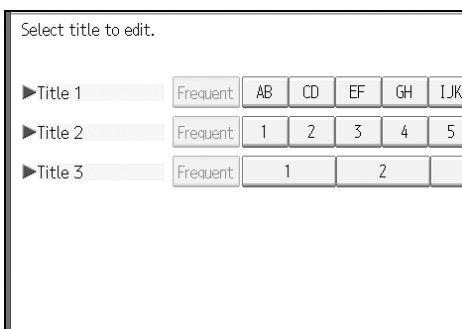 Select title to edit.
▶Title 1 Frequent AB CD EF GH IJK
▶Title 2 Frequent 1 2 3 4 5
▶Title 3 Frequent 1 2